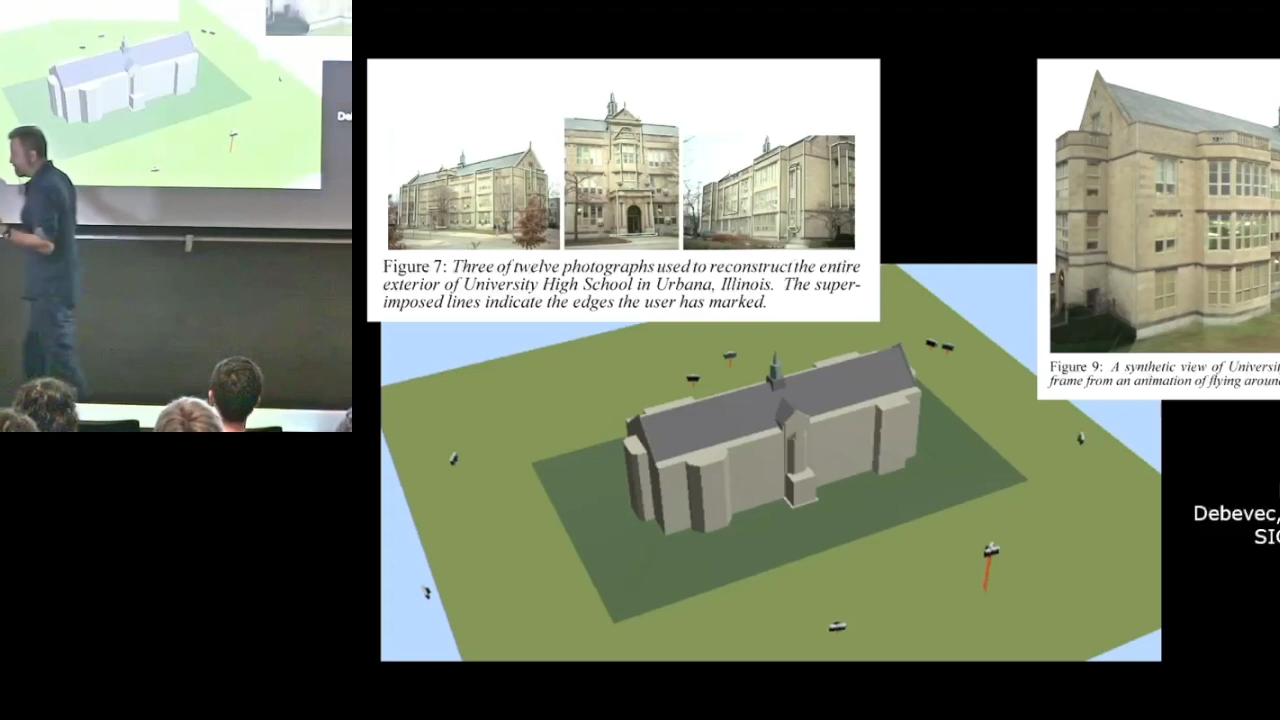 De
Figure 7: Three of twelve photographs used to reconstruct the entire
exterior of University High School in Urbana, Illinois. The super-
imposed lines indicate the edges the user has marked.
Figure 9: A synthetic view of Universit
frame from an animation of flying aroun
Debevec,
SIG